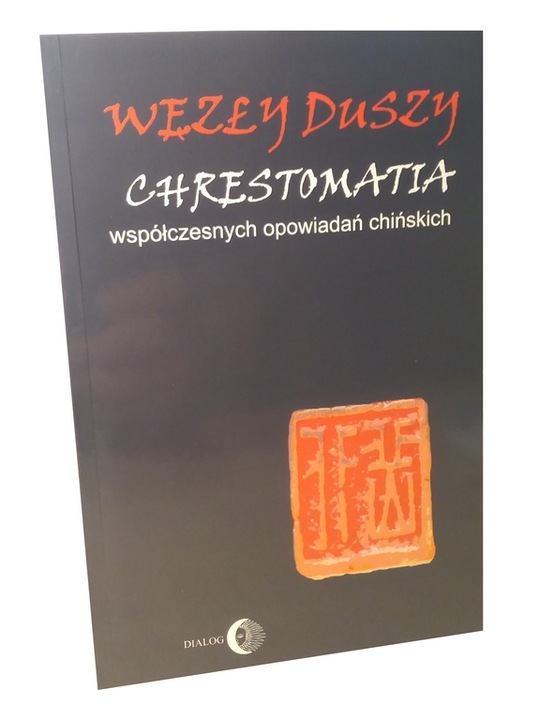 WĘZŁY DUSZY
CHRESTOMATIA
współczesnych opowiadań chińskich
DIALOG